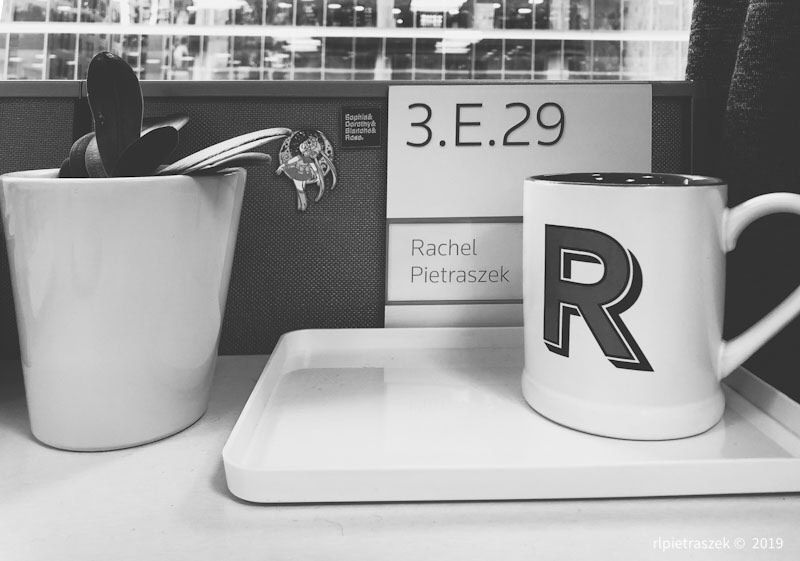 Sophia&
Dorothy&
Blanche&
Rose.
3.E.29
Rachel
Pietraszek
R
rlpietraszek © 2019